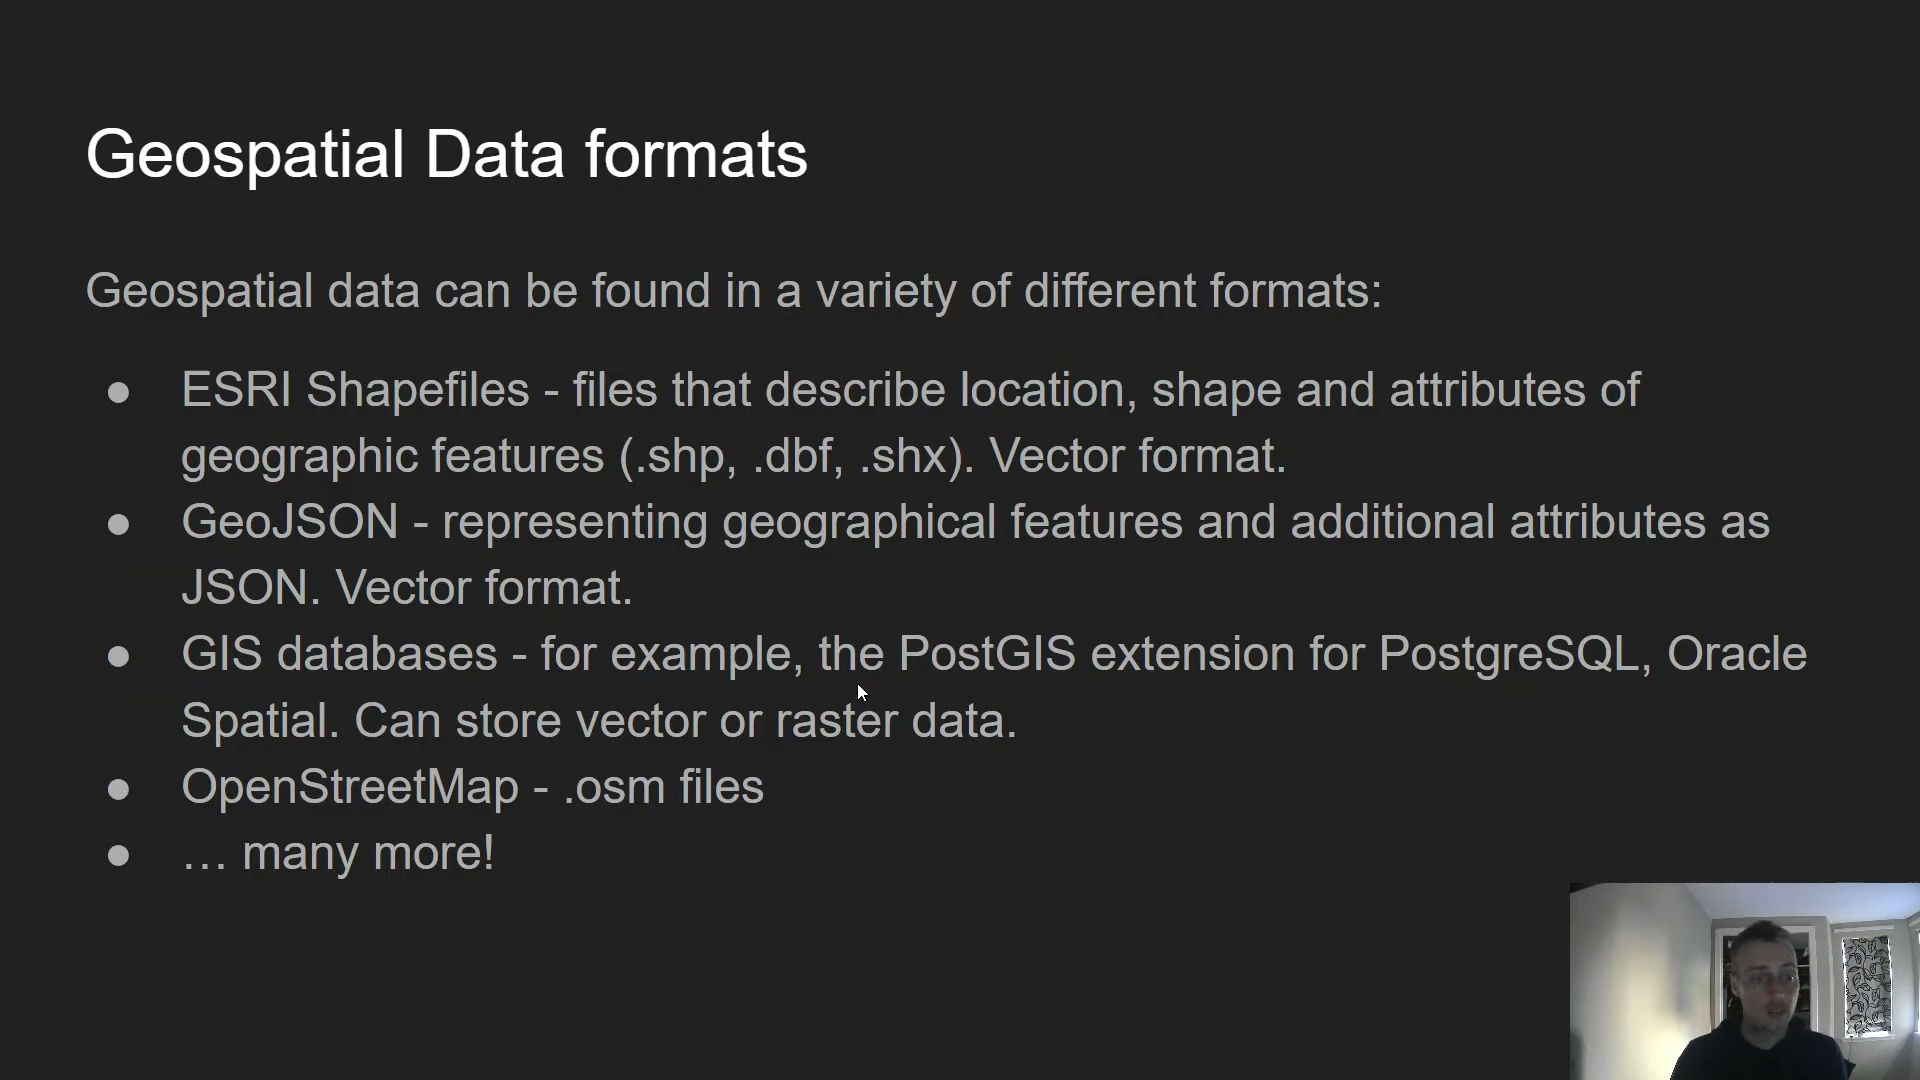 Geospatial Data formats
Geospatial data can be found in a variety of different formats:
● ESRI Shapefiles - files that describe location, shape and attributes of
geographic features (.shp, .dbf, .shx). Vector format.
● GeoJSON - representing geographical features and additional attributes as
JSON. Vector format.
● GIS databases - for example, the PostGIS extension for PostgreSQL, Oracle
Spatial. Can store vector or raster data.
● OpenStreetMap - .osm files
● … many more!